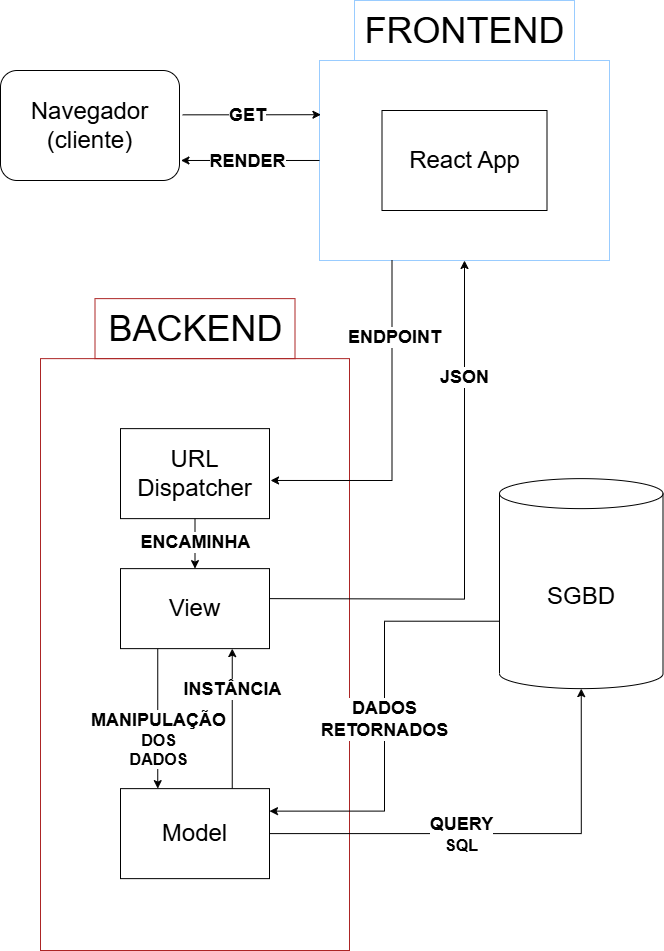 FRONTEND
Navegador
(cliente)
GET
RENDER
React App
BACKEND
ENDPOINT
JSON
URL
Dispatcher
ENCAMINHA
View
SGBD
INSTÂNCIA
MANIPULAÇÃO
DOS
DADOS
DADOS
RETORNADOS
Model
QUERY
SQL